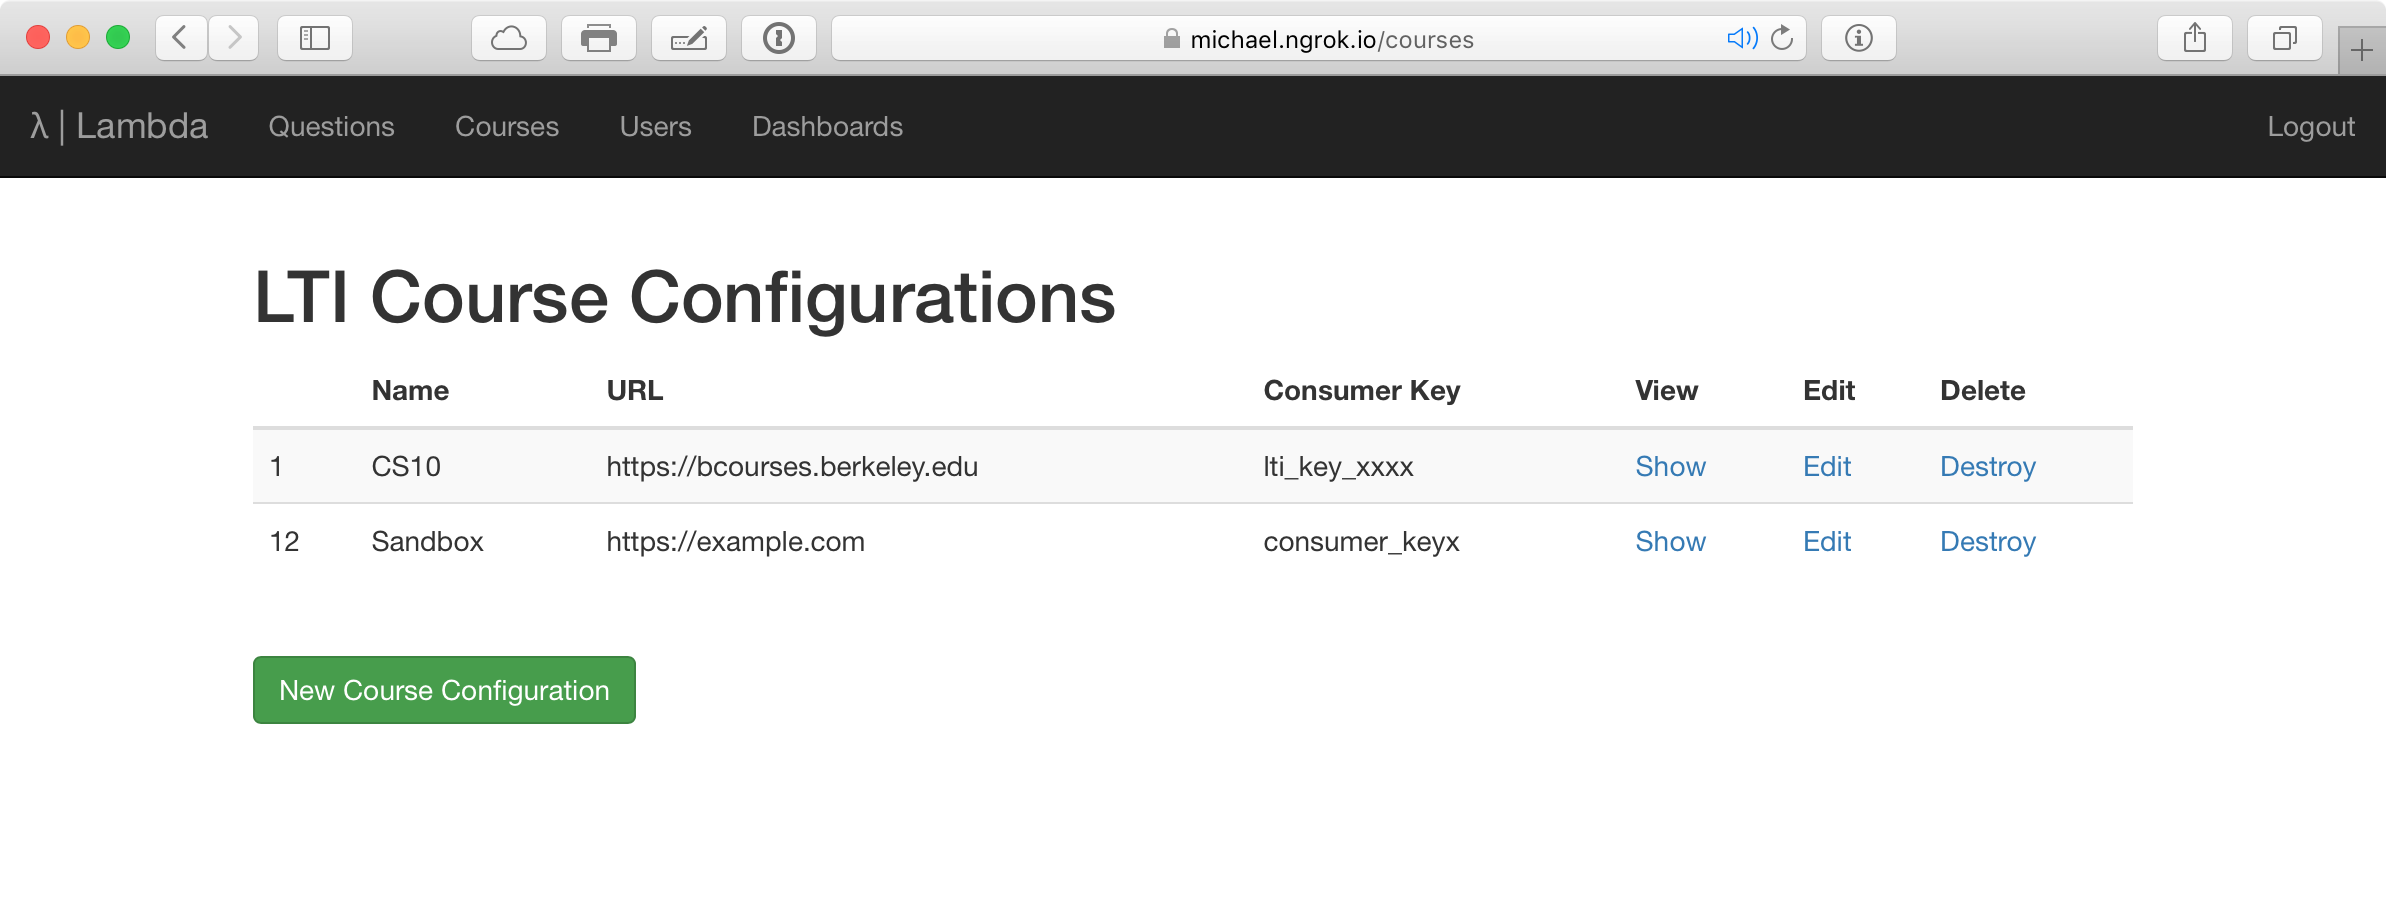 michael.ngrok.io/courses
λ | Lambda Questions Courses Users Dashboards Logout
LTI Course Configurations
Name URL Consumer Key View Edit Delete
1 CS10 https://bcourses.berkeley.edu lti_key_xxxx Show Edit Destroy
12 Sandbox https://example.com consumer_keyx Show Edit Destroy
New Course Configuration